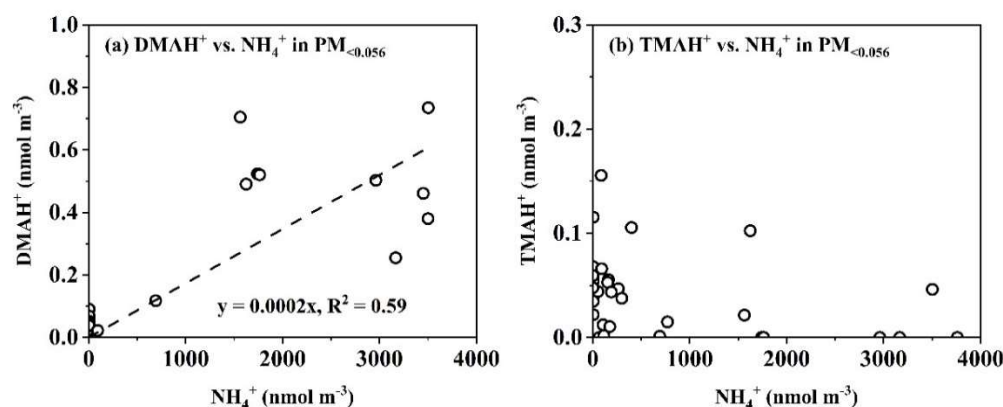 (a) DMAH⁺ vs. NH₄⁺ in PM<0.056
DMAH⁺ (nmol m⁻³)
1.0
0.8
0.6
0.4
0.2
0.0
y = 0.0002x, R² = 0.59
0 1000 2000 3000 4000
NH₄⁺ (nmol m⁻³)
(b) TMAH⁺ vs. NH₄⁺ in PM<0.056
TMAH⁺ (nmol m⁻³)
0.3
0.2
0.1
0.0
0 1000 2000 3000 4000
NH₄⁺ (nmol m⁻³)